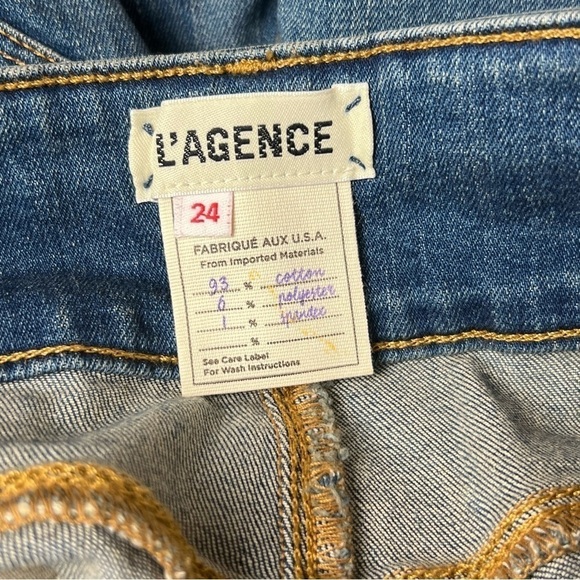 L'AGENCE
24
FABRIQUÉ AUX U.S.A.
From Imported Materials
93 % cotton
6 % polyester
1 % spandex
%
See Care Label
For Wash Instructions